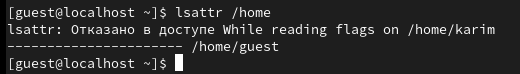 [guest@localhost ~]$ lsattr /home
lsattr: Отказано в доступе While reading flags on /home/karim
---------------------- /home/guest
[guest@localhost ~]$